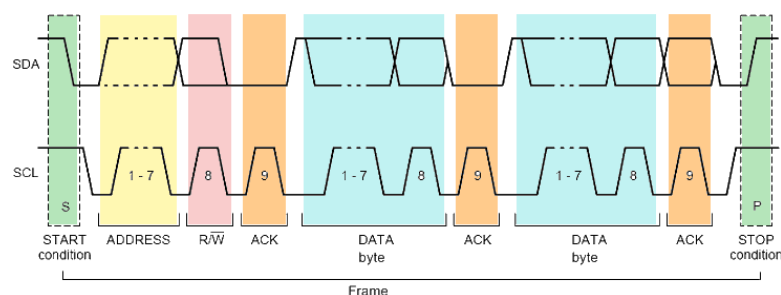 SDA
SCL
1 - 7
8
9
1 - 7
8
9
1 - 7
8
9
S
P
START
condition
ADDRESS
R/W̅
ACK
DATA
byte
ACK
DATA
byte
ACK
STOP
condition
Frame